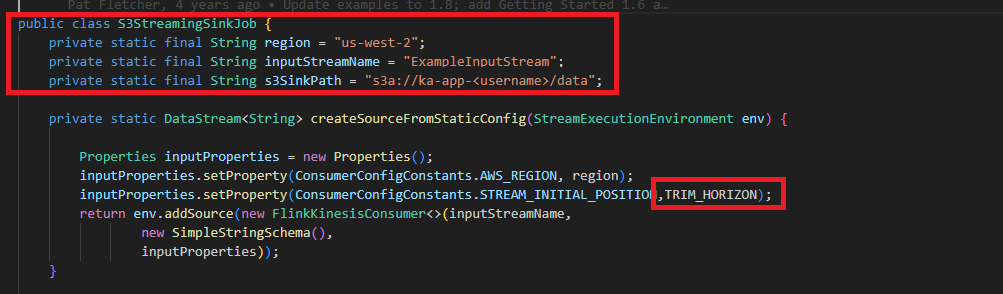 Pat Fletcher, 4 years ago • Update examples to 1.8; add Getting Started 1.6 a…
public class S3StreamingSinkJob {
    private static final String region = "us-west-2";
    private static final String inputStreamName = "ExampleInputStream";
    private static final String s3SinkPath = "s3a://ka-app-<username>/data";
    private static DataStream<String> createSourceFromStaticConfig(StreamExecutionEnvironment env) {
        Properties inputProperties = new Properties();
        inputProperties.setProperty(ConsumerConfigConstants.AWS_REGION, region);
        inputProperties.setProperty(ConsumerConfigConstants.STREAM_INITIAL_POSITION,TRIM_HORIZON);
        return env.addSource(new FlinkKinesisConsumer<>(inputStreamName,
                new SimpleStringSchema(),
                inputProperties));
    }